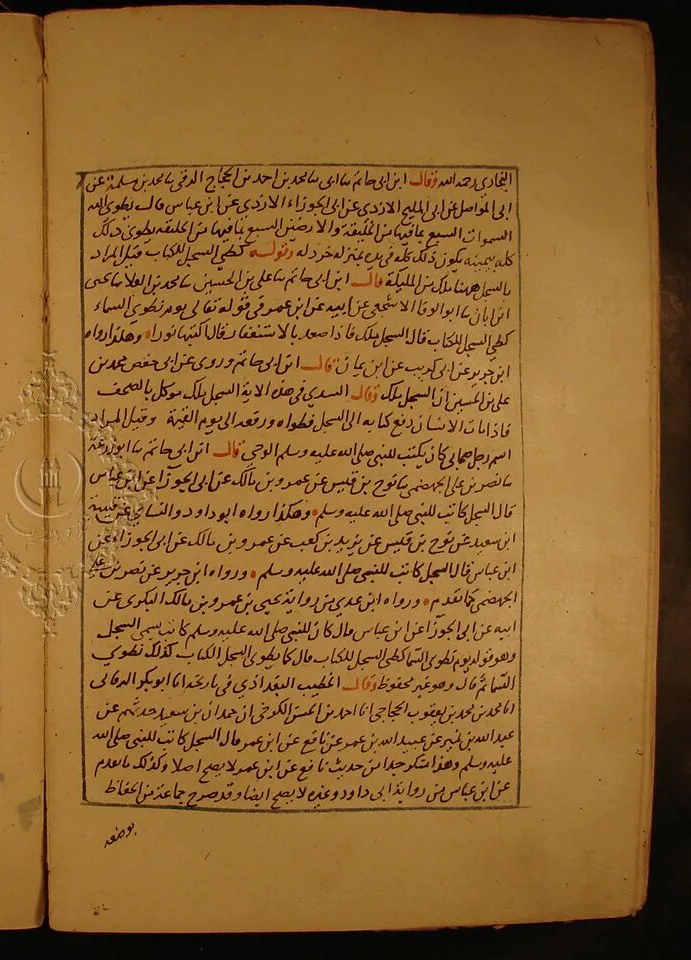 البخاري رحمه الله وقال ابن ابي حاتم ثنا ابي ثنا محمد بن احمد بن الحجاج الرقي ثنا محمد بن سلمة عن
ابي الواصل عن ابي المليح الازدي عن ابي الجوزاء الازدي عن ابن عباس قال يطوي الله
السموات السبع بما فيها من الخليقة والارضين السبع بما فيها من الخليقة يطوي ذلك
كله بيمينه يكون ذلك كله في يده بمنزلة خردلة وقوله كطي السجل للكتاب قيل المراد
بالسجل ههنا ملك من المليكة قال ابن ابي حاتم ثنا علي بن الحسين ثنا محمد بن العلا ثنا يحيى
ابن ابان ثنا ابو الوفا الاشجعي عن ابيه عن ابن عمر في قوله تعالى يوم نطوي السماء
كطي السجل للكتاب قال السجل ملك فاذا صعد بالاستغفار قال اكتبها نورا وهكذا رواه
ابن جرير عن ابي كريب عن ابن يمان قال ابن ابي حاتم وروي عن ابي جعفر محمد بن
علي بن الحسين ان السجل ملك وقال السدي في هذه الاية السجل ملك موكل بالصحف
فاذا مات الانسان دفع كتابه الى السجل فطواه ورفعه الى يوم القيمة وقيل المراد
اسم رجل صحابي كان يكتب للنبي صلى الله عليه وسلم الوحي قال ابن ابي حاتم ثنا ابو زرعة
ثنا نصر بن علي الجهضمي ثنا نوح بن قيس عن عمرو بن مالك عن ابي الجوزا عن ابن عباس
قال السجل كاتب للنبي صلى الله عليه وسلم وهكذا رواه ابو داود والنسائي عن قتيبة
ابن سعيد عن نوح بن قيس عن يزيد بن كعب عن عمرو بن مالك عن ابي الجوزاء عن
ابن عباس قال السجل كاتب للنبي صلى الله عليه وسلم ورواه ابن جرير عن نصر بن علي
الجهضمي كما تقدم ورواه ابن عدي من رواية يحيى بن عمرو بن مالك البكري عن
ابيه عن ابي الجوزا عن ابن عباس قال كان للنبي صلى الله عليه وسلم كاتب يسمى السجل
وهو قوله يوم نطوي السما كطي السجل للكتاب قال كما يطوي السجل الكتاب كذلك نطوي
السما ثم قال وهو غير محفوظ وقال الخطيب البغدادي في تاريخه انا ابو بكر البرقاني
انا محمد بن محمد بن يعقوب الحجاجي انا احمد بن الحسن الكرخي ان حمدان بن سعيد حدثهم عن
عبد الله بن نمير عن عبيد الله بن عمر عن نافع عن ابن عمر قال السجل كاتب للنبي صلى الله
عليه وسلم وهذا منكر جدا من حديث نافع عن ابن عمر لا يصح اصلا وكذلك ما تقدم
عن ابن عباس من رواية ابي داود وغيره لا يصح ايضا وقد صرح جماعة من الحفاظ
بوضعه